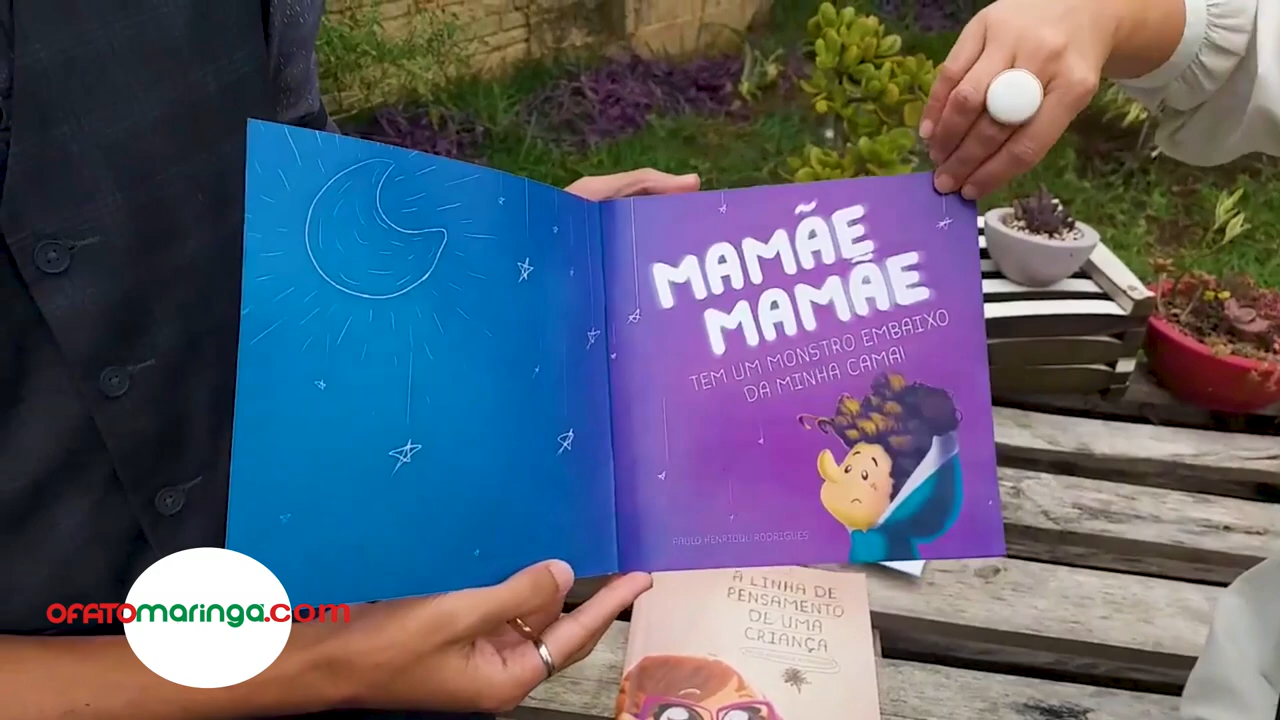 MAMÃE
MAMÃE
TEM UM MONSTRO EMBAIXO
DA MINHA CAMA!
PAULO HENRIQUE RODRIGUES
A LINHA DE
PENSAMENTO
DE UMA
CRIANÇA
OFATOmaringa.com